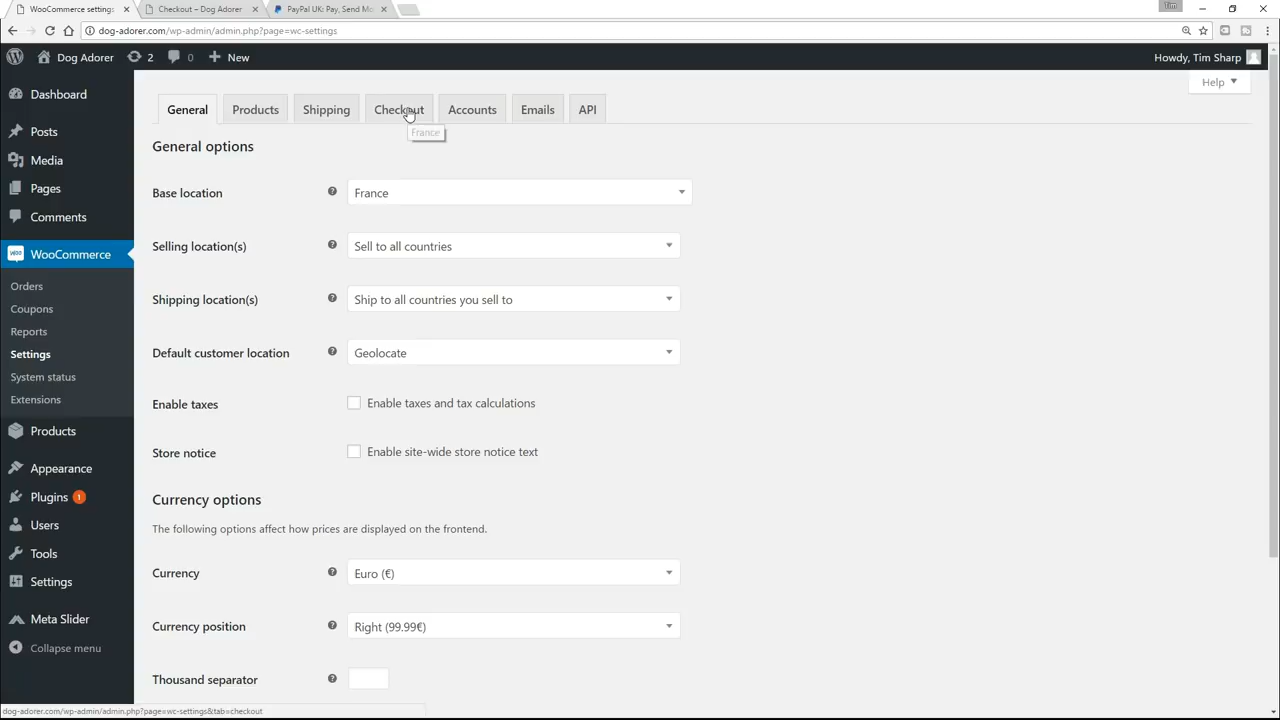 WooCommerce settings
Checkout – Dog Adorer
PayPal UK: Pay, Send Mo
Tim
dog-adorer.com/wp-admin/admin.php?page=wc-settings
Dog Adorer
2
0
New
Howdy, Tim Sharp
Help
Dashboard
Posts
Media
Pages
Comments
WooCommerce
Orders
Coupons
Reports
Settings
System status
Extensions
Products
Appearance
Plugins 1
Users
Tools
Settings
Meta Slider
Collapse menu
General
Products
Shipping
Checkout
Accounts
Emails
API
France
General options
Base location
France
Selling location(s)
Sell to all countries
Shipping location(s)
Ship to all countries you sell to
Default customer location
Geolocate
Enable taxes
Enable taxes and tax calculations
Store notice
Enable site-wide store notice text
Currency options
The following options affect how prices are displayed on the frontend.
Currency
Euro (€)
Currency position
Right (99.99€)
Thousand separator
dog-adorer.com/wp-admin/admin.php?page=wc-settings&tab=checkout